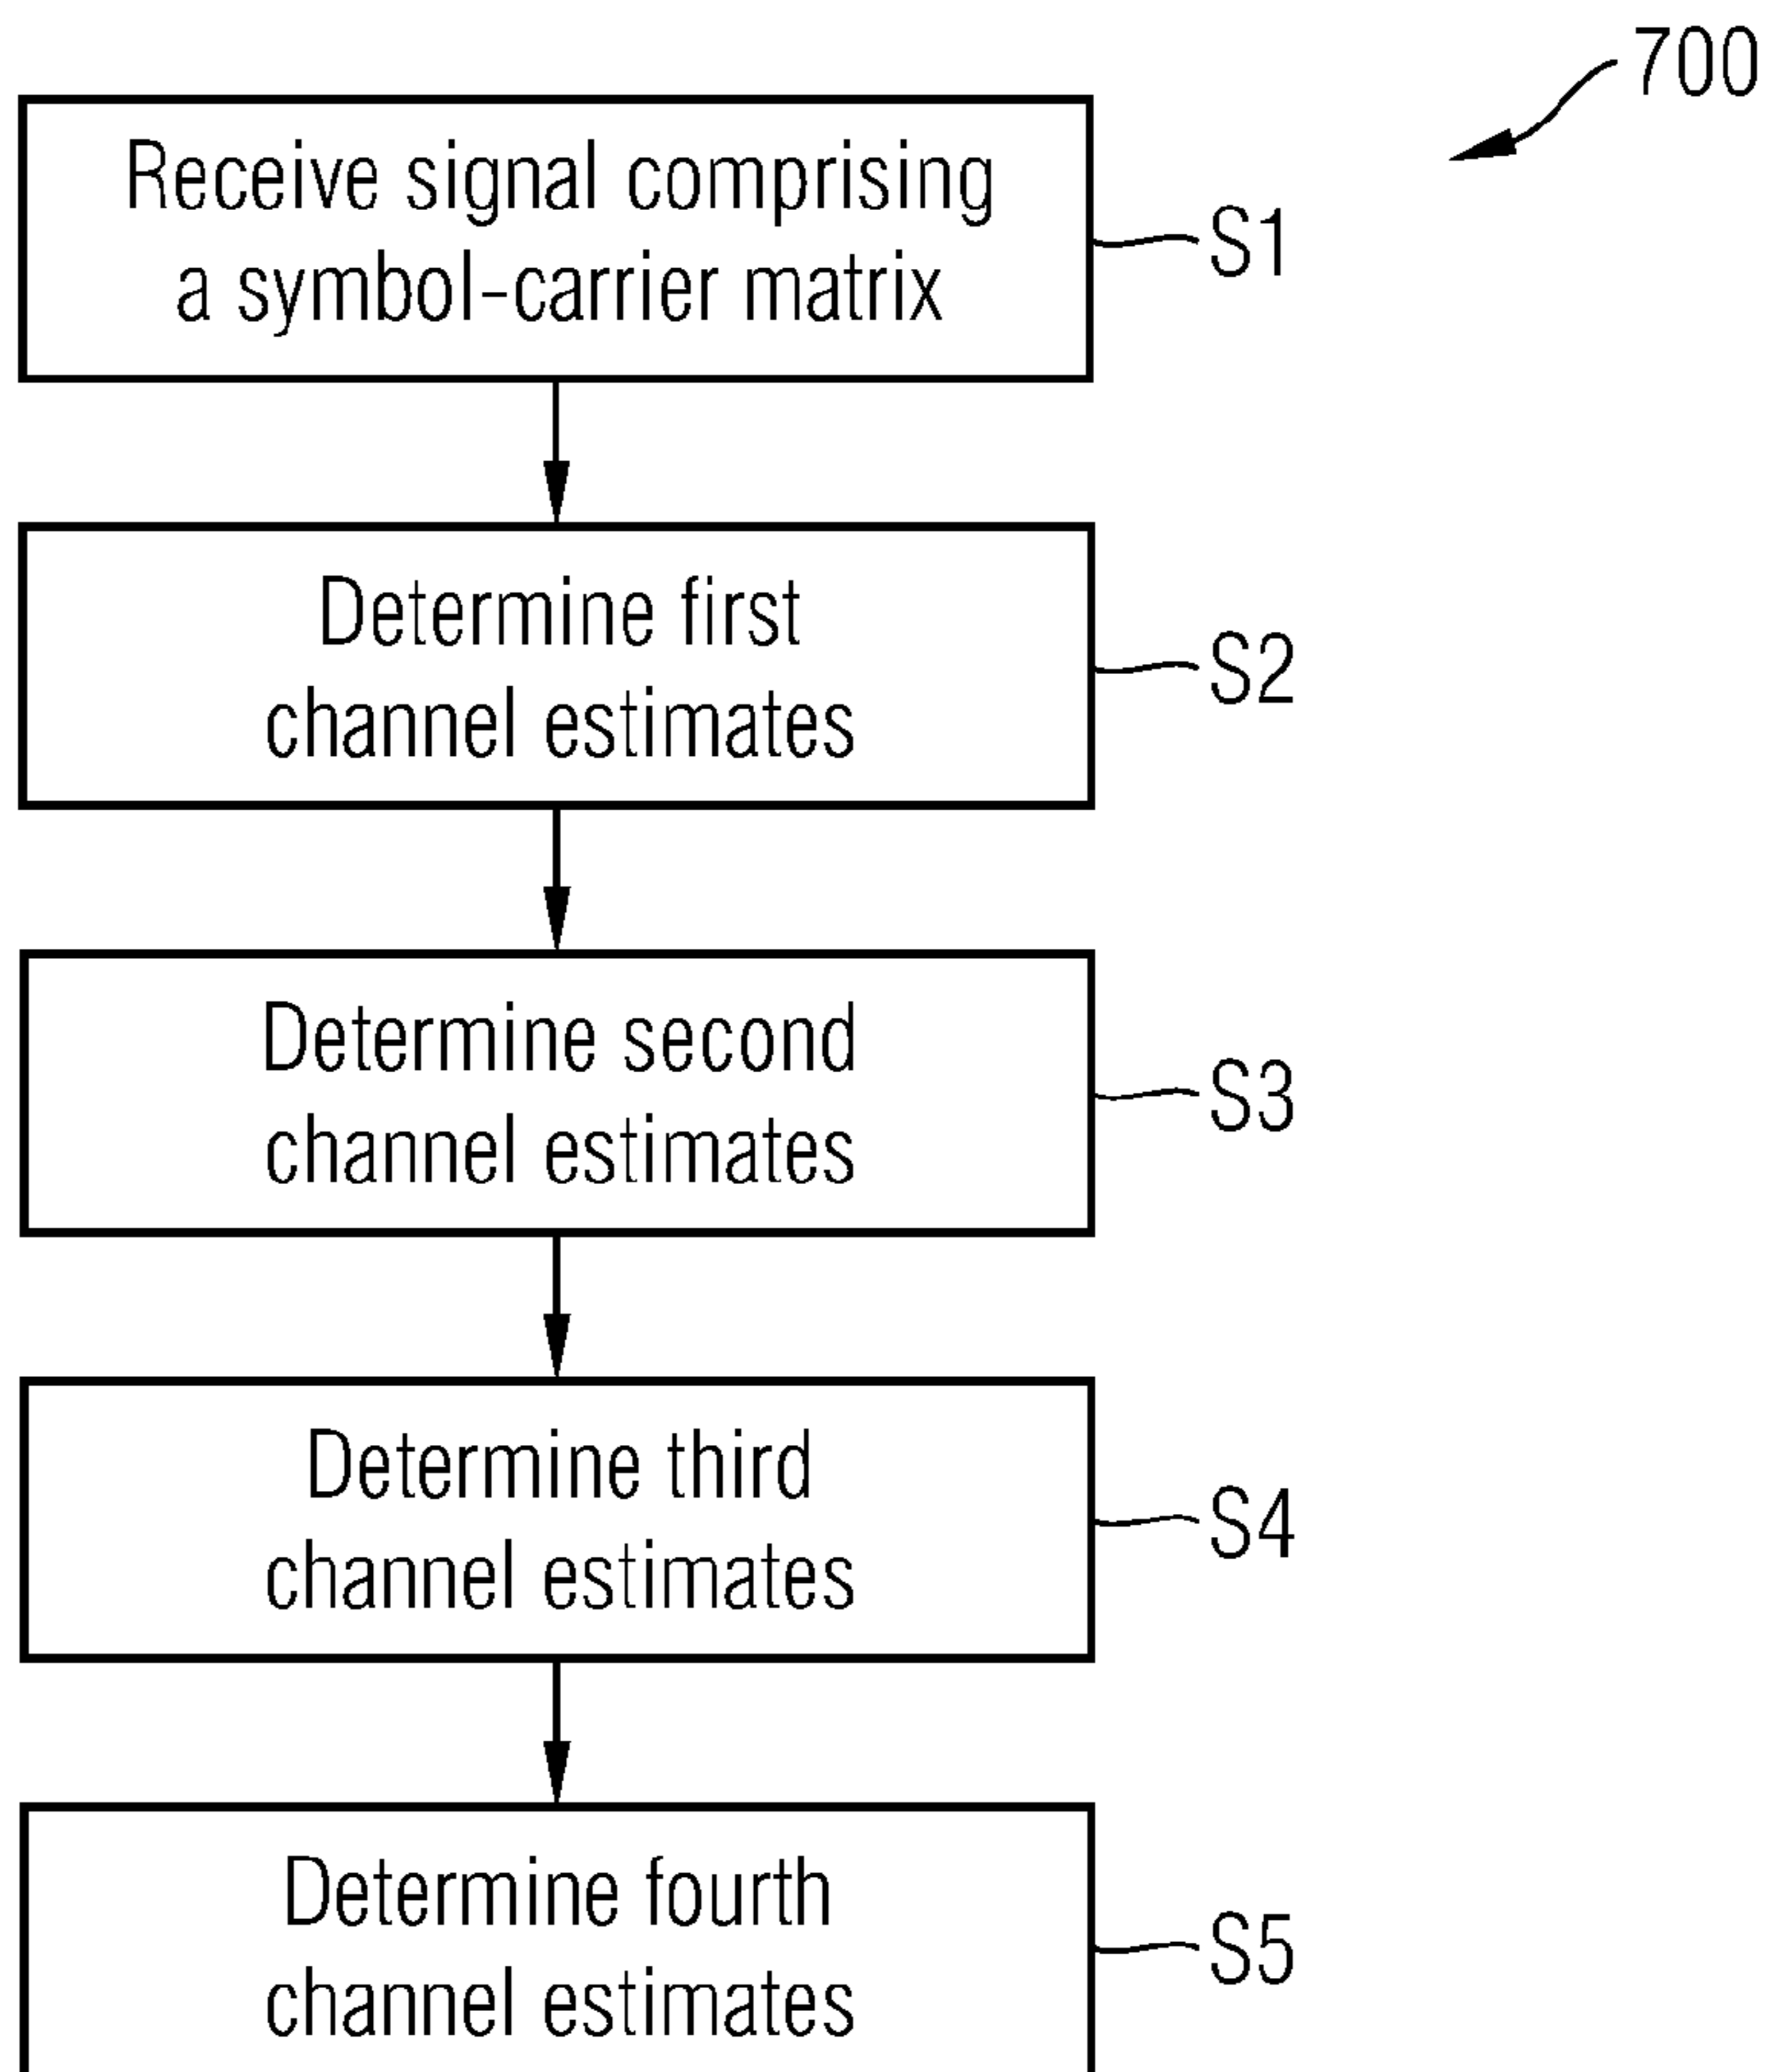 700
Receive signal comprising
a symbol-carrier matrix
S1
Determine first
channel estimates
S2
Determine second
channel estimates
S3
Determine third
channel estimates
S4
Determine fourth
channel estimates
S5